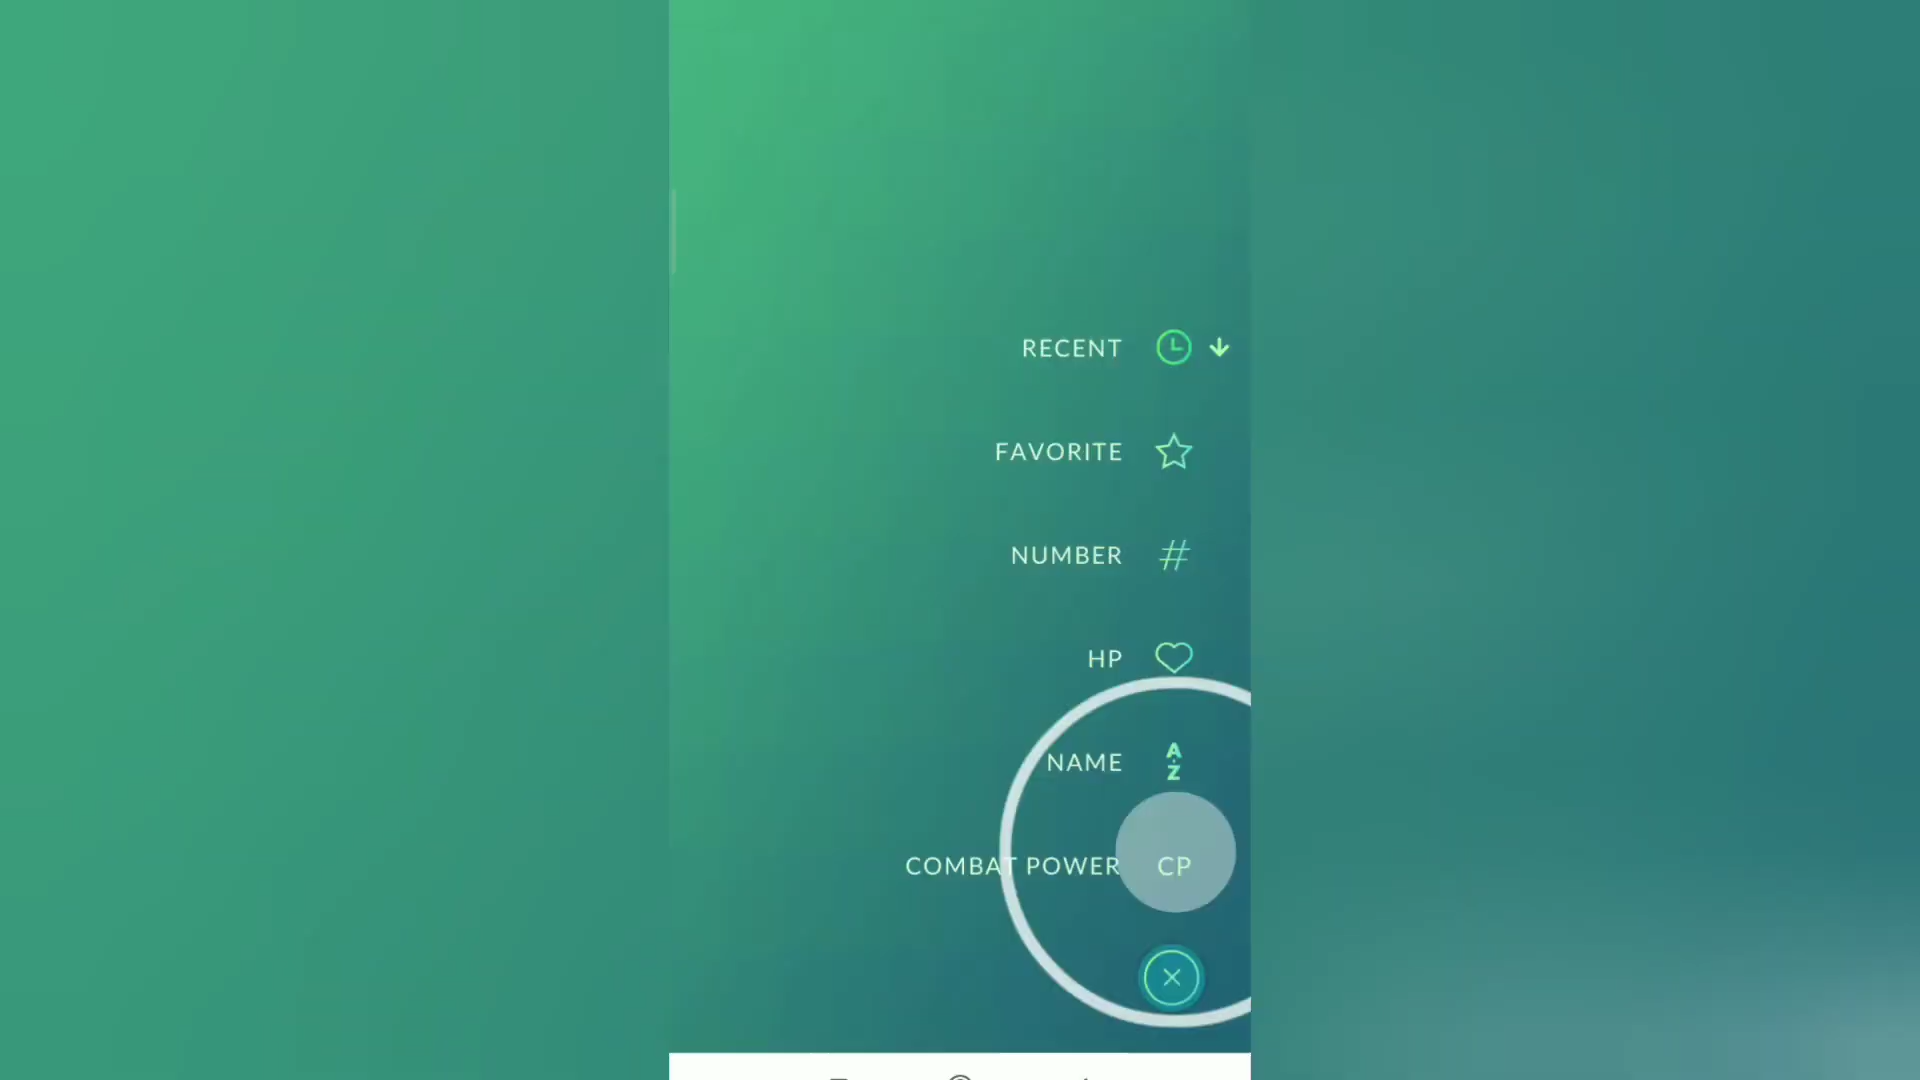 RECENT
FAVORITE
NUMBER #
HP
NAME A-Z
COMBAT POWER CP